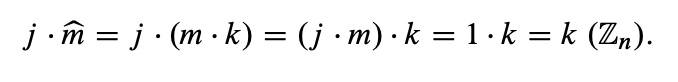 j · m̂ = j · (m · k) = (j · m) · k = 1 · k = k (ℤₙ).